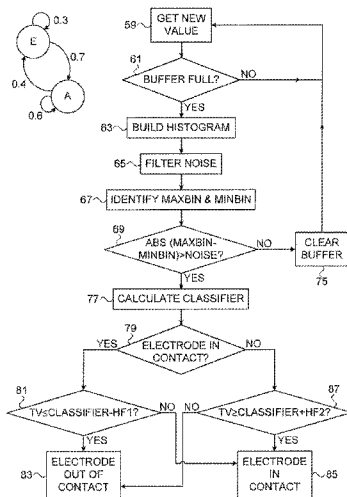 E
0.3
0.7
0.4
A
0.6
59
GET NEW
VALUE
61
BUFFER FULL?
NO
YES
63
BUILD HISTOGRAM
65
FILTER NOISE
67
IDENTIFY MAXBIN & MINBIN
69
ABS (MAXBIN-
MINBIN)>NOISE?
NO
CLEAR
BUFFER
75
YES
77
CALCULATE CLASSIFIER
79
YES
ELECTRODE IN
CONTACT?
NO
81
TV≤CLASSIFIER-HF1?
NO
NO
TV≥CLASSIFIER+HF2?
87
YES
YES
83
ELECTRODE
OUT OF
CONTACT
ELECTRODE
IN
CONTACT
85